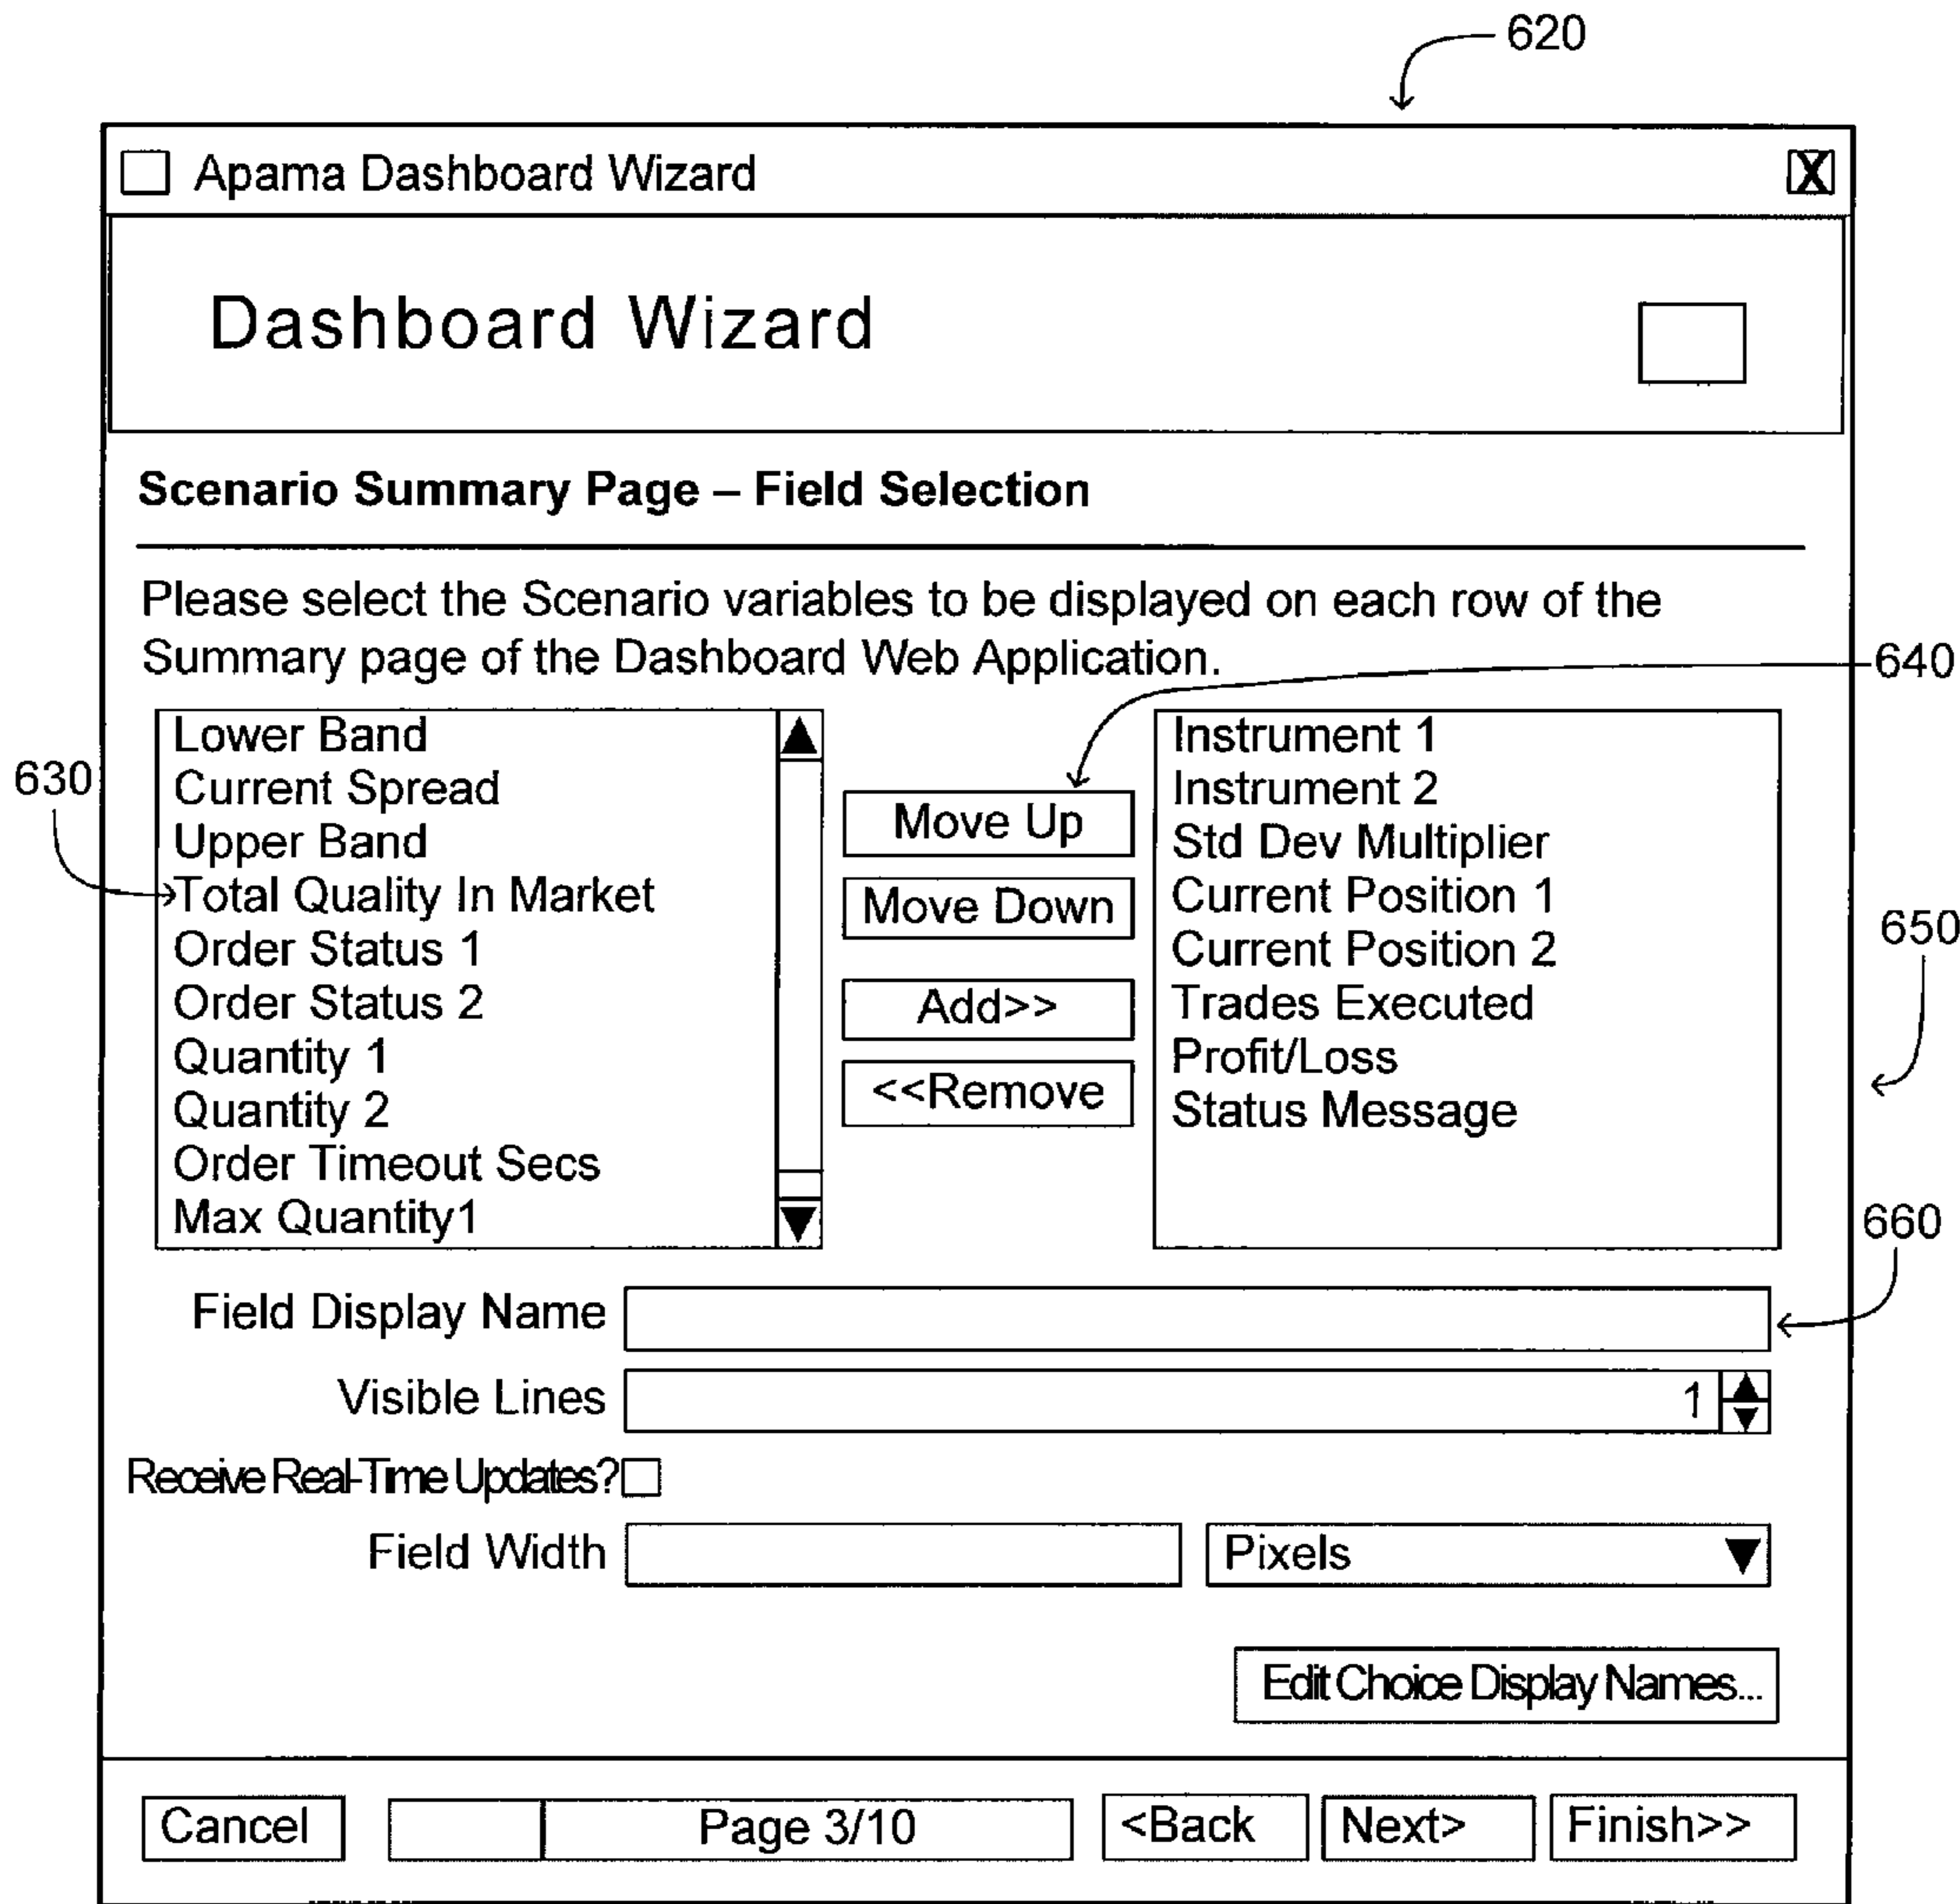 620
Apama Dashboard Wizard
X
Dashboard Wizard
Scenario Summary Page – Field Selection
Please select the Scenario variables to be displayed on each row of the
Summary page of the Dashboard Web Application.
640
630
Lower Band
Current Spread
Upper Band
Total Quality In Market
Order Status 1
Order Status 2
Quantity 1
Quantity 2
Order Timeout Secs
Max Quantity1
Move Up
Move Down
Add>>
<<Remove
Instrument 1
Instrument 2
Std Dev Multiplier
Current Position 1
Current Position 2
Trades Executed
Profit/Loss
Status Message
650
660
Field Display Name
Visible Lines 1
Receive Real-Time Updates?
Field Width Pixels
Edit Choice Display Names...
Cancel Page 3/10 <Back Next> Finish>>